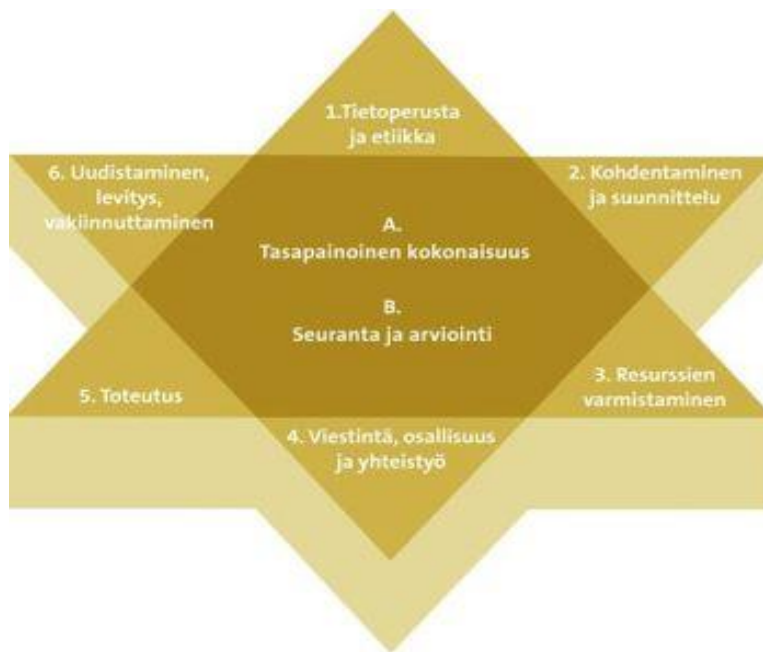 1.Tietoperusta
ja etiikka
6. Uudistaminen,
levitys,
vakiinnuttaminen
2. Kohdentaminen
ja suunnittelu
A.
Tasapainoinen kokonaisuus
B.
Seuranta ja arviointi
3. Resurssien
varmistaminen
5. Toteutus
4. Viestintä, osallisuus
ja yhteistyö